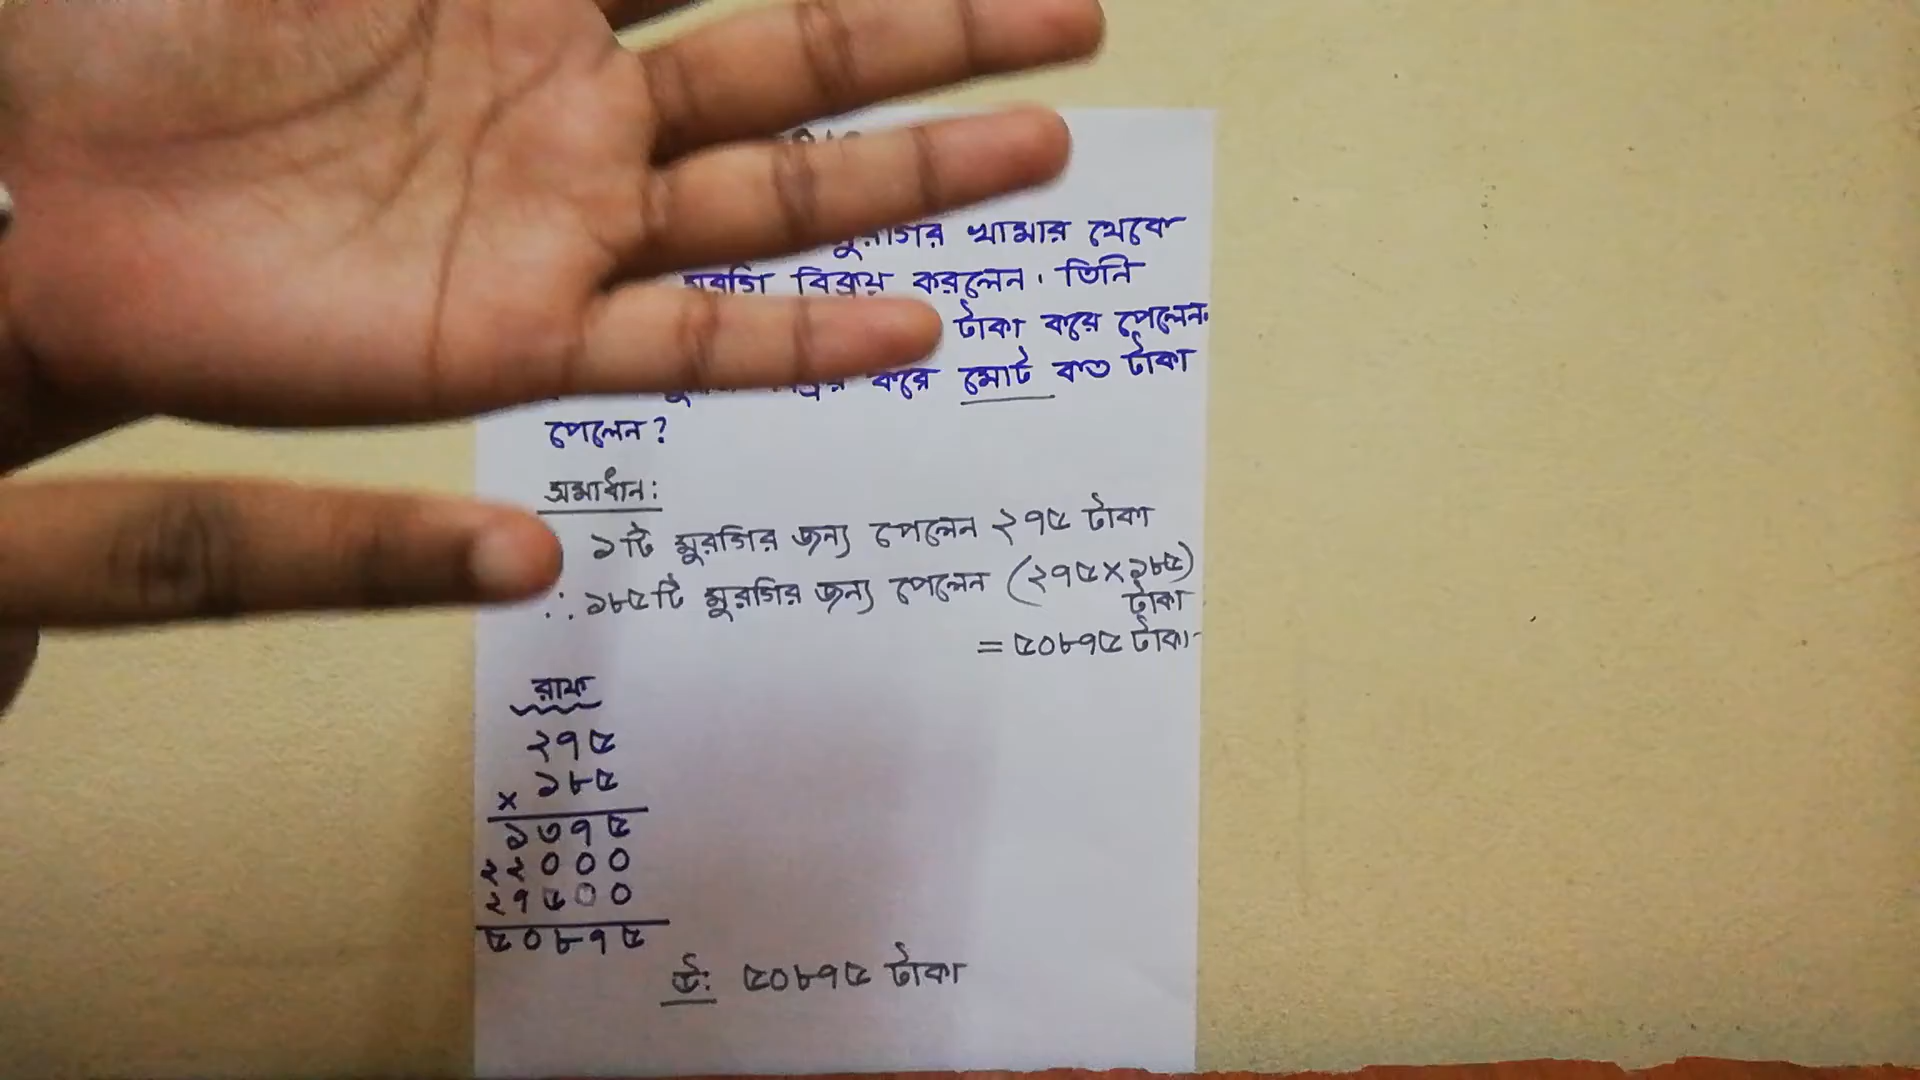 মুরগির খামার থেকে
মুরগি বিক্রয় করলেন। তিনি
টাকা করে পেলেন।
করে মোট কত টাকা
পেলেন?
সমাধান:
১টি মুরগির জন্য পেলেন ২৭৫ টাকা
∴ ১৮৫টি মুরগির জন্য পেলেন (২৭৫×১৮৫)
টাকা
= ৫০৮৭৫ টাকা
রাফ
২৭৫
× ১৮৫
১৩৭৫
২২০০০
২৭৫০০
৫০৮৭৫
উ: ৫০৮৭৫ টাকা